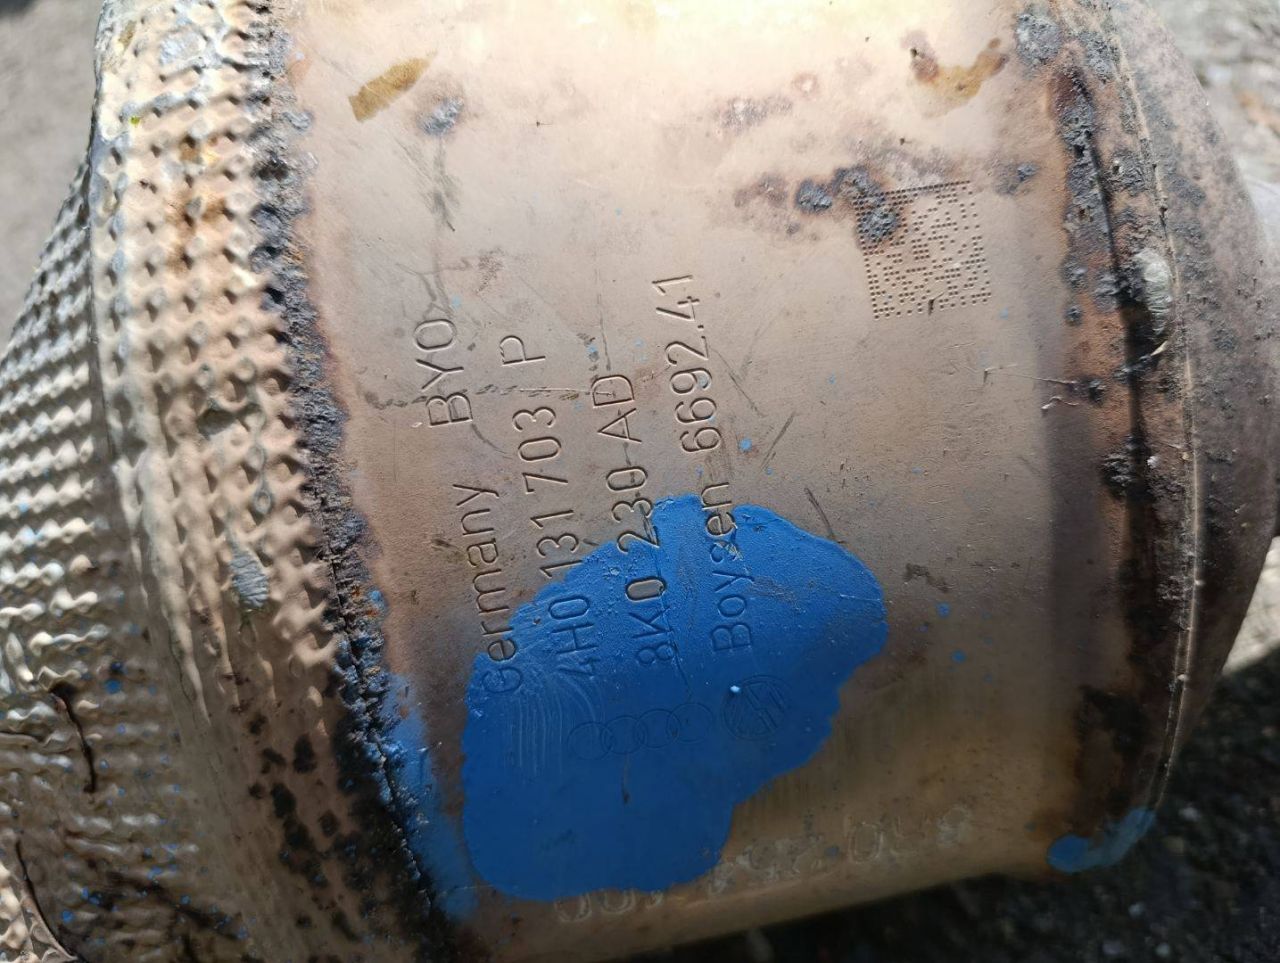 Germany BYO
4H0 131 703 P
8K0 230 AD
Boysen 6692.41